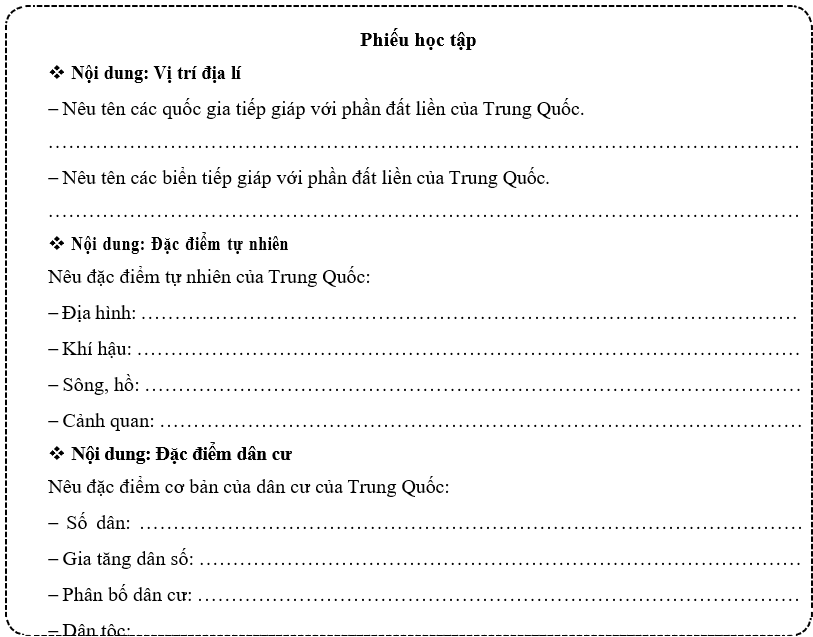 Phiếu học tập
❖ Nội dung: Vị trí địa lí
– Nêu tên các quốc gia tiếp giáp với phần đất liền của Trung Quốc.
……………………………………………………………………………………………
– Nêu tên các biển tiếp giáp với phần đất liền của Trung Quốc.
……………………………………………………………………………………………
❖ Nội dung: Đặc điểm tự nhiên
Nêu đặc điểm tự nhiên của Trung Quốc:
– Địa hình: ………………………………………………………………………………
– Khí hậu: ………………………………………………………………………………
– Sông, hồ: ………………………………………………………………………………
– Cảnh quan: ……………………………………………………………………………
❖ Nội dung: Đặc điểm dân cư
Nêu đặc điểm cơ bản của dân cư của Trung Quốc:
– Số dân: ………………………………………………………………………………
– Gia tăng dân số: ………………………………………………………………………
– Phân bố dân cư: ………………………………………………………………………
– Dân tộc: